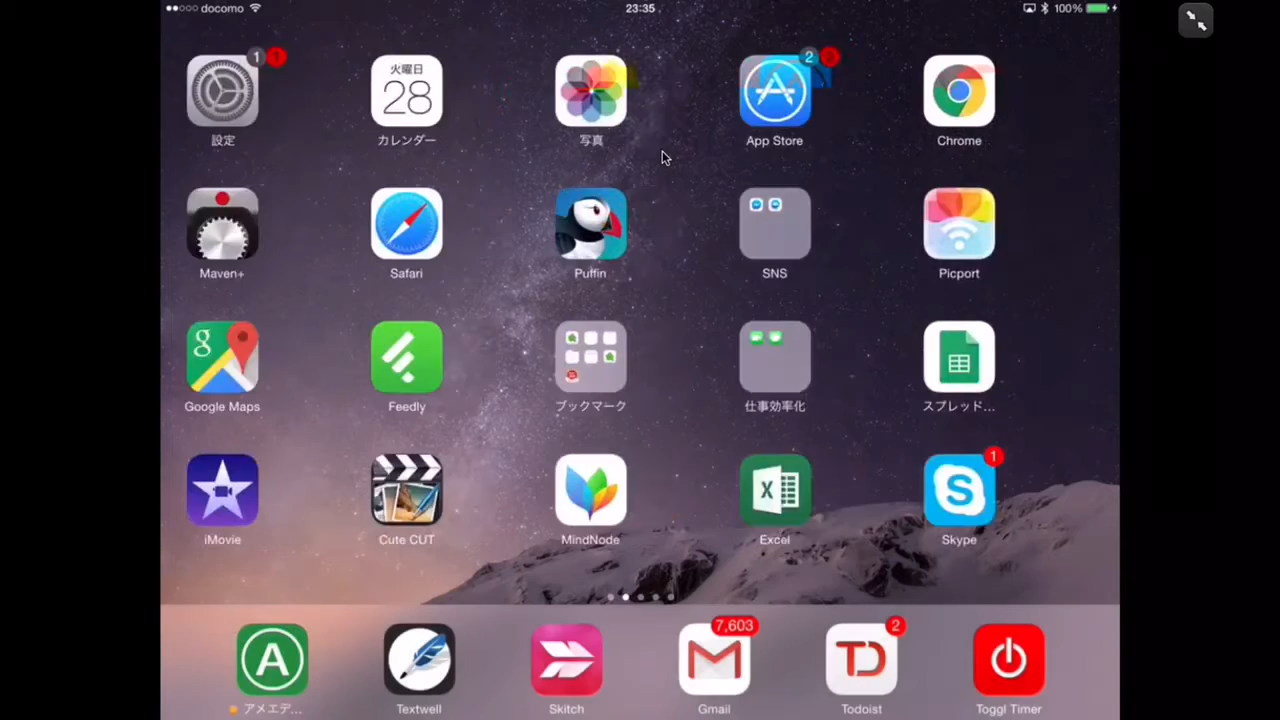 docomo
23:35
100%
1
2
火曜日
28
設定
カレンダー
写真
App Store
Chrome
Maven+
Safari
Puffin
SNS
Picport
g
Google Maps
Feedly
ブックマーク
仕事効率化
スプレッド...
1
X
S
iMovie
Cute CUT
MindNode
Excel
Skype
7,603
2
A
TD
アメエデ...
Textwell
Skitch
Gmail
Todoist
Toggl Timer